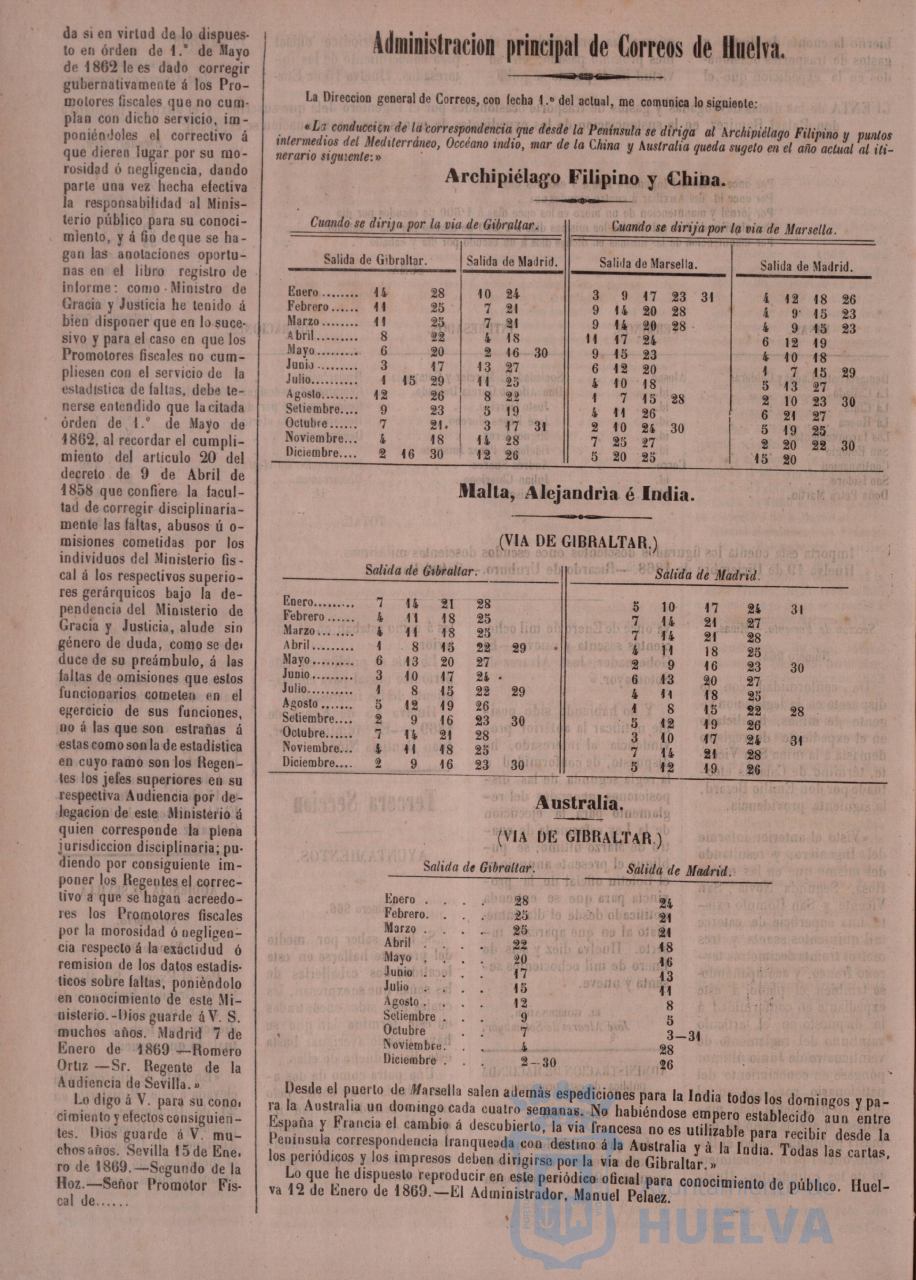 da si en virtud de lo dispues-
to en órden de 1.º de Mayo
de 1862 le es dado corregir
gubernativamente á los Pro-
motores fiscales que no cum-
plan con dicho servicio, im-
poniéndoles el correctivo á
que dieren lugar por su mo-
rosidad ó negligencia, dando
parte una vez hecha efectiva
la responsabilidad al Minis-
terio público para su conoci-
miento, y á fin de que se ha-
gan las anotaciones oportu-
nas en el libro registro de
informe: como Ministro de
Gracia y Justicia he tenido á
bien disponer que en lo suce-
sivo y para el caso en que los
Promotores fiscales no cum-
pliesen con el servicio de la
estadística de faltas, debe te-
nerse entendido que la citada
órden de 1.º de Mayo de
1862, al recordar el cumpli-
miento del artículo 20 del
decreto de 9 de Abril de
1858 que confiere la facul-
tad de corregir disciplinaria-
mente las faltas, abusos ú o-
misiones cometidas por los
individuos del Ministerio fis-
cal á los respectivos superio-
res gerárquicos bajo la de-
pendencia del Ministerio de
Gracia y Justicia, alude sin
género de duda, como se de-
duce de su preámbulo, á las
faltas de omisiones que estos
funcionarios cometen en el
egercicio de sus funciones,
no á las que son estrañas á
estas como son la de estadística
en cuyo ramo son los Regen-
tes los jefes superiores en su
respectiva Audiencia por de-
legacion de este Ministerio á
quien corresponde la plena
jurisdiccion disciplinaria; pu-
diendo por consiguiente im-
poner los Regentes el correc-
tivo a que se hagan acreedo-
res los Promotores fiscales
por la morosidad ó negligen-
cia respecto á la exactidud ó
remision de los datos estadís-
ticos sobre faltas, poniéndolo
en conocimiento de este Mi-
nisterio.-Dios guarde á V. S.
muchos años. Madrid 7 de
Enero de 1869—Romero
Ortiz—Sr. Regente de la
Audiencia de Sevilla.»
Lo digo á V. para su cono-
cimiento y efectos consiguien-
tes. Dios guarde á V. mu-
chos años. Sevilla 15 de Ene-
ro de 1869.—Segundo de la
Hoz.—Señor Promotor Fis-
cal de......
Administracion principal de Correos de Huelva.
La Direccion general de Correos, con fecha 1.º del actual, me comunica lo siguiente:
«La conduccion de la correspondencia que desde la Península se diriga al Archipiélago Filipino y puntos
intermedios del Mediterráneo, Occéano indio, mar de la China y Australia queda sugeto en el año actual al iti-
nerario siguiente:»
Archipiélago Filipino y China.
Cuando se dirija por la via de Gibraltar. Cuando se dirija por la via de Marsella.
Salida de Gibraltar. Salida de Madrid. Salida de Marsella. Salida de Madrid.
Enero........ 14 28 10 24 3 9 17 23 31 4 12 18 26
Febrero...... 11 25 7 21 9 14 20 28 4 9 15 23
Marzo........ 11 25 7 21 9 14 20 28 4 9 15 23
Abril......... 8 22 4 18 11 17 24 6 12 19
Mayo......... 6 20 2 16 30 9 15 23 4 10 18
Junio......... 3 17 13 27 6 12 20 1 7 15 29
Julio.......... 1 15 29 11 25 4 10 18 5 13 27
Agosto....... 12 26 8 22 1 7 15 28 2 10 23 30
Setiembre.... 9 23 5 19 4 11 26 6 21 27
Octubre...... 7 21. 3 17 31 2 10 24 30 5 19 25
Noviembre... 4 18 14 28 7 25 27 2 20 22 30
Diciembre.... 2 16 30 12 26 5 20 25 15 20
Malta, Alejandrìa é India.
(VIA DE GIBRALTAR.)
Salida de Gibraltar. Salida de Madrid.
Enero......... 7 14 21 28 5 10 17 24 31
Febrero...... 4 11 18 25 7 14 21 27
Marzo........ 4 11 18 25 7 14 21 28
Abril.......... 1 8 15 22 29 4 11 18 25
Mayo......... 6 13 20 27 2 9 16 23 30
Junio.......... 3 10 17 24 6 13 20 27
Julio.......... 1 8 15 22 29 4 11 18 25
Agosto....... 5 12 19 26 1 8 15 22 28
Setiembre.... 2 9 16 23 30 5 12 19 26
Octubre...... 7 14 21 28 3 10 17 24 31
Noviembre... 4 11 18 25 7 14 21 28
Diciembre.... 2 9 16 23 30 5 12 19 26
Australia.
(VIA DE GIBRALTAR.)
Salida de Gibraltar. Salida de Madrid.
Enero . . . . 28 24
Febrero. . . . 25 21
Marzo . . . . 25 21
Abril . . . . 22 18
Mayo . . . . 20 16
Junio . . . . 17 13
Julio . . . . 15 11
Agosto . . . . 12 8
Setiembre . . . 9 5
Octubre . . . 7 3—31
Noviembre. . . 4 28
Diciembre . . . 2—30 26
Desde el puerto de Marsella salen además espediciones para la India todos los domingos y pa-
ra la Australia un domingo cada cuatro semanas. No habiéndose empero establecido aun entre
España y Francia el cambio á descubierto, la via francesa no es utilizable para recibir desde la
Península correspondencia franqueada con destino á la Australia y à la India. Todas las cartas,
los periódicos y los impresos deben dirigirse por la via de Gibraltar.»
Lo que he dispuesto reproducir en este periódico oficial para conocimiento de público. Huel-
va 12 de Enero de 1869.—El Administrador, Manuel Pelaez.
HUELVA